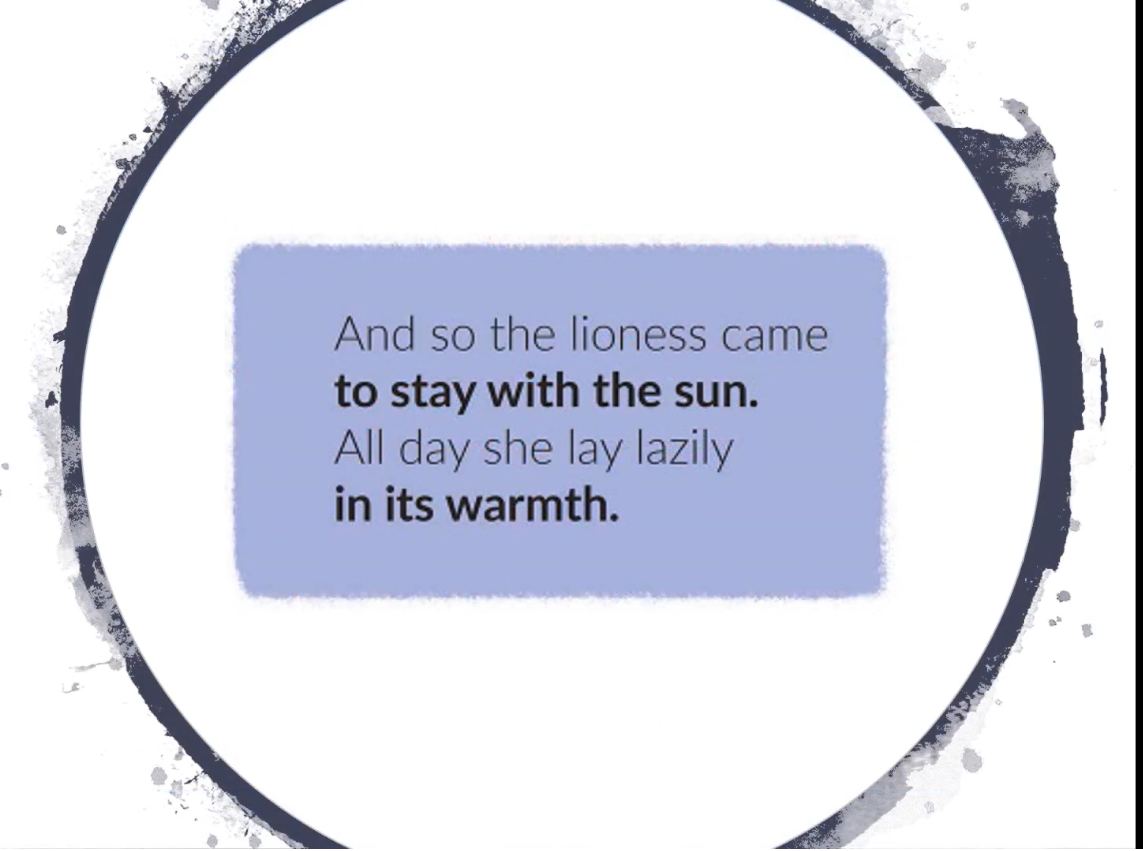 And so the lioness came
to stay with the sun.
All day she lay lazily
in its warmth.